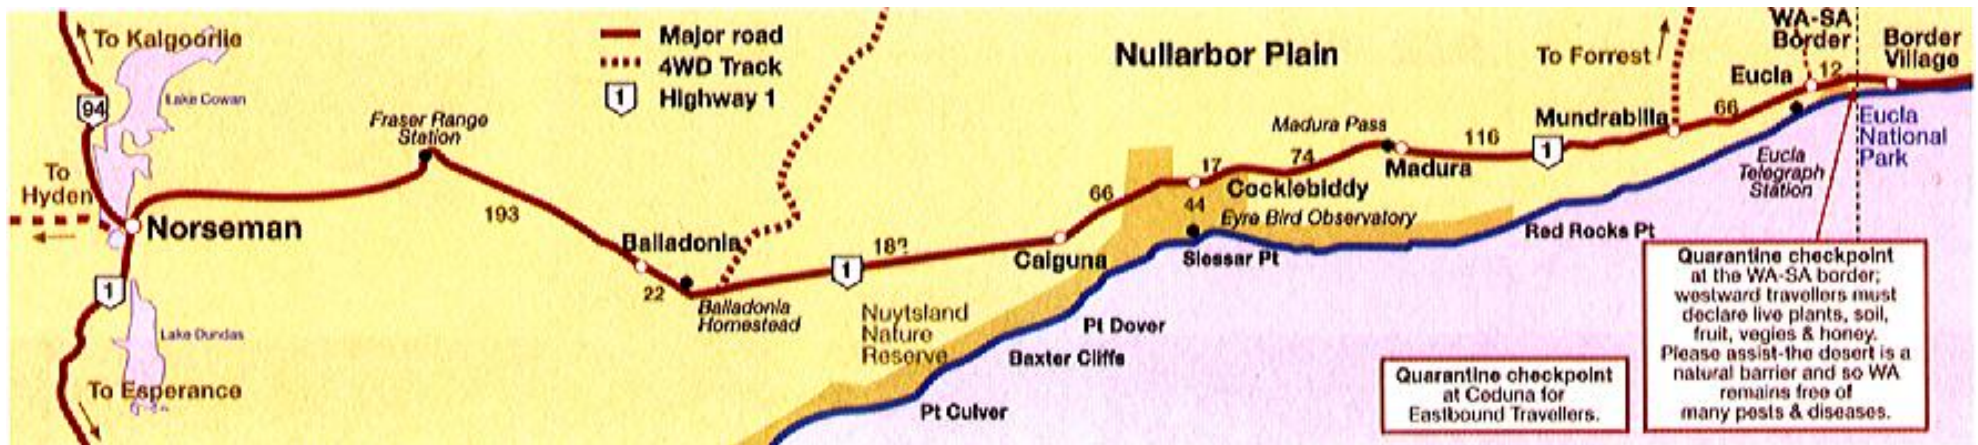 To Kalgoorlie
94
Lake Cowan
To
Hyden
Norseman
1
Lake Dundas
To Esperance
Major road
4WD Track
1 Highway 1
Fraser Range
Station
193
Balladonia
22
Balladonia
Homestead
1
Nuytsland
Nature
Reserve
Caiguna
66
Pt Culver
Baxter Cliffs
Pt Dover
Nullarbor Plain
17
Cocklebiddy
44
Eyre Bird Observatory
Slossar Pt
74
Madura Pass
Madura
116
1
Red Rocks Pt
To Forrest
Mundrabilla
66
Eucla
WA-SA
Border
12
Border
Village
Eucla
National
Park
Eucla
Telegraph
Station
Quarantine checkpoint
at Ceduna for
Eastbound Travellers.
Quarantine checkpoint
at the WA-SA border;
westward travellers must
declare live plants, soil,
fruit, vegies & honey.
Please assist-the desert is a
natural barrier and so WA
remains free of
many pests & diseases.